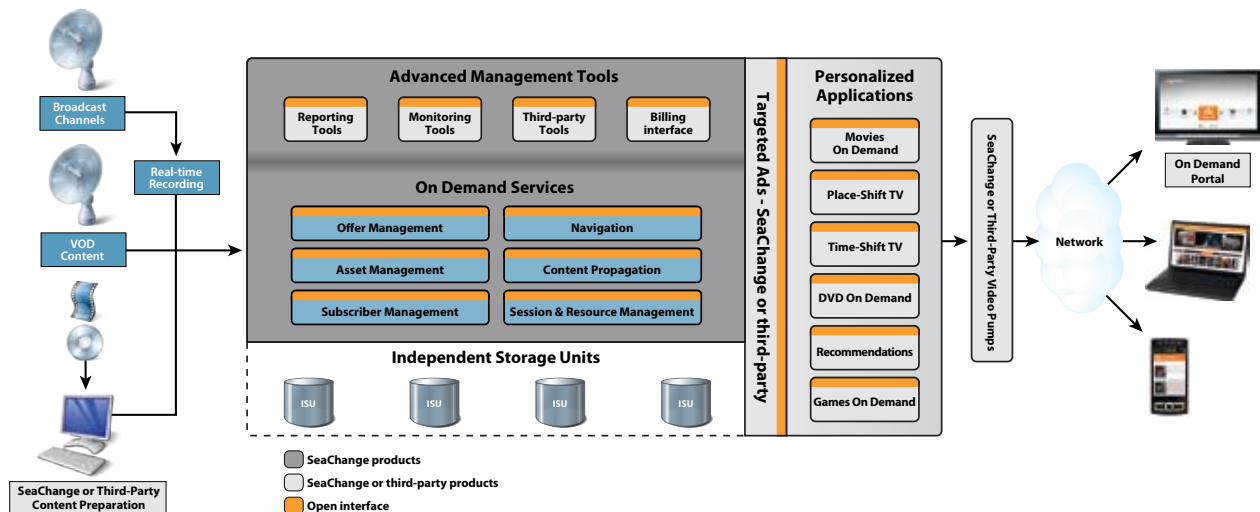 Broadcast
Channels
Real-time
Recording
VOD
Content
SeaChange or Third-Party
Content Preparation
Advanced Management Tools
Reporting
Tools
Monitoring
Tools
Third-party
Tools
Billing
interface
On Demand Services
Offer Management
Navigation
Asset Management
Content Propagation
Subscriber Management
Session & Resource Management
Independent Storage Units
ISU
ISU
ISU
ISU
Targeted Ads - SeaChange or third-party
Personalized
Applications
Movies
On Demand
Place-Shift TV
Time-Shift TV
DVD On Demand
Recommendations
Games On Demand
SeaChange or Third-Party Video Pumps
Network
On Demand
Portal
SeaChange products
SeaChange or third-party products
Open interface